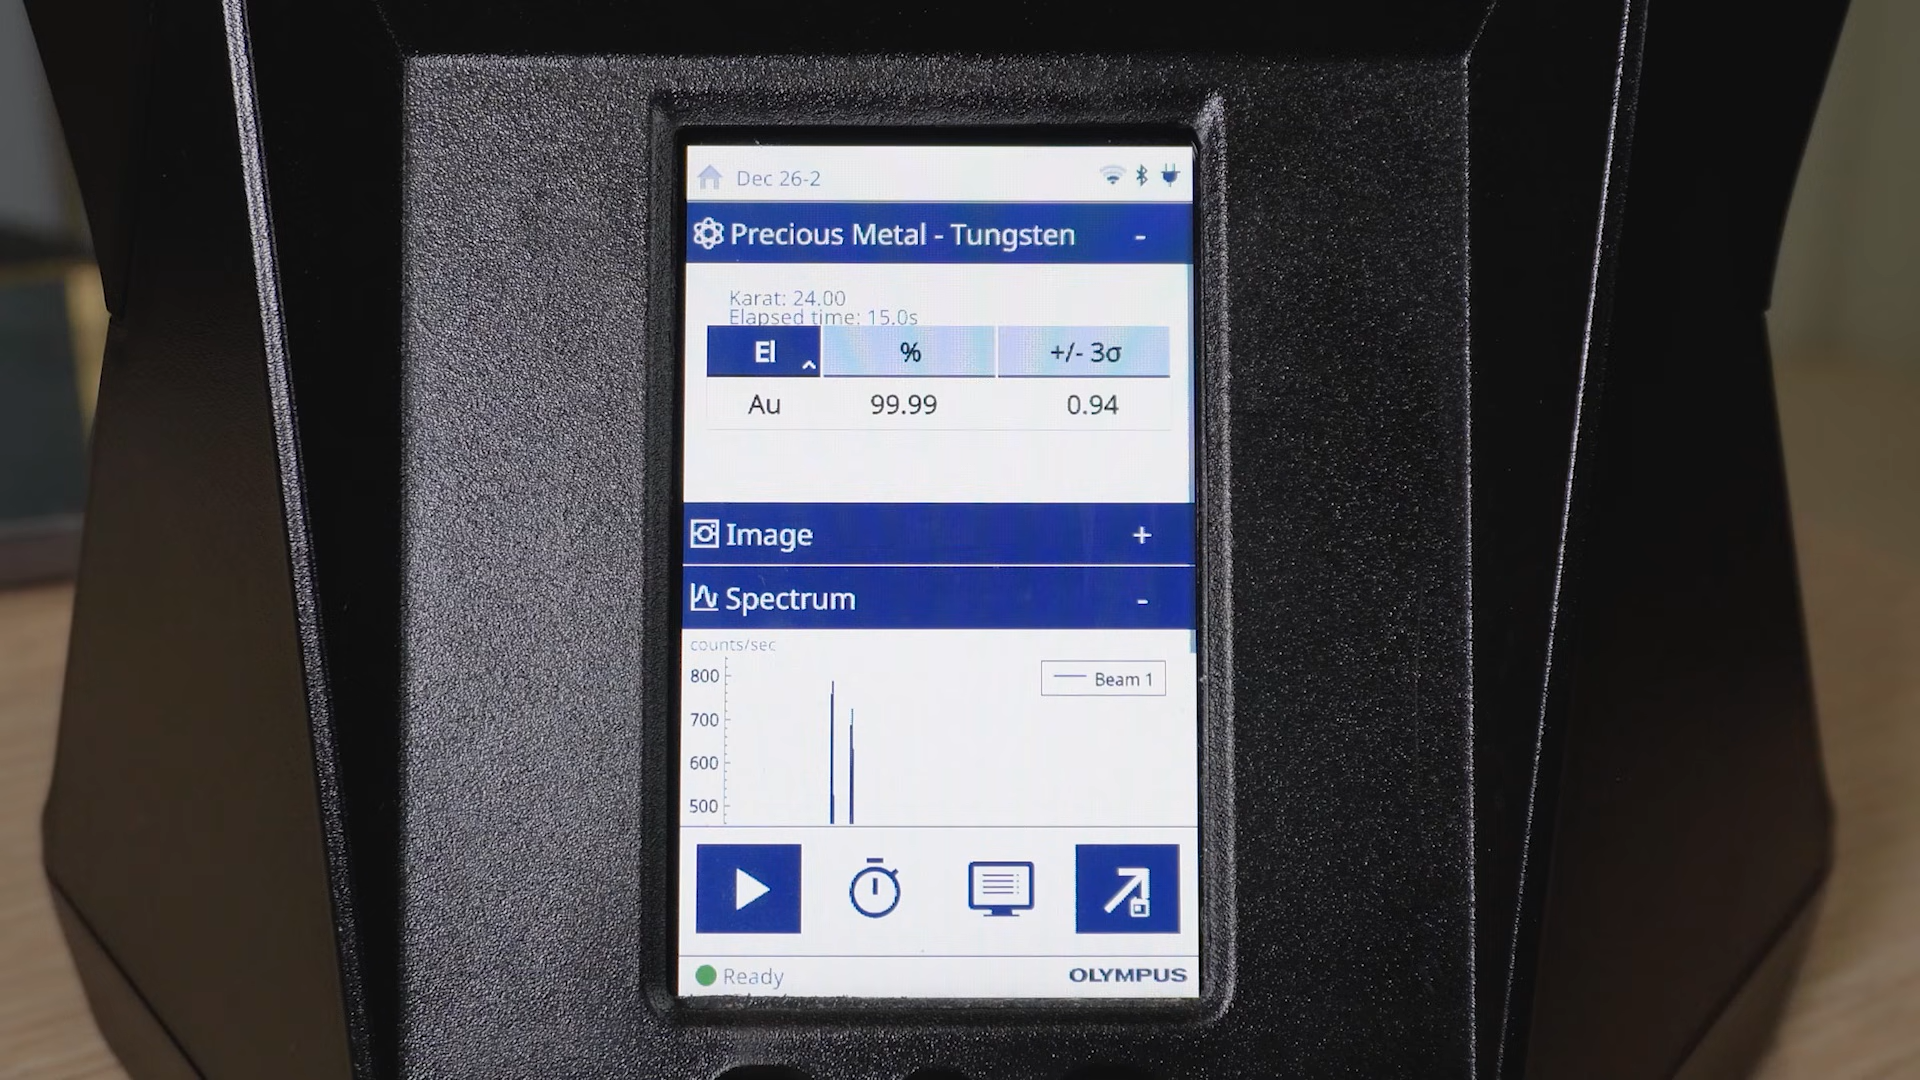 Dec 26-2
Precious Metal - Tungsten -
Karat: 24.00
Elapsed time: 15.0s
El % +/- 3σ
Au 99.99 0.94
Image +
Spectrum -
counts/sec
800
Beam 1
700
600
500
Ready
OLYMPUS